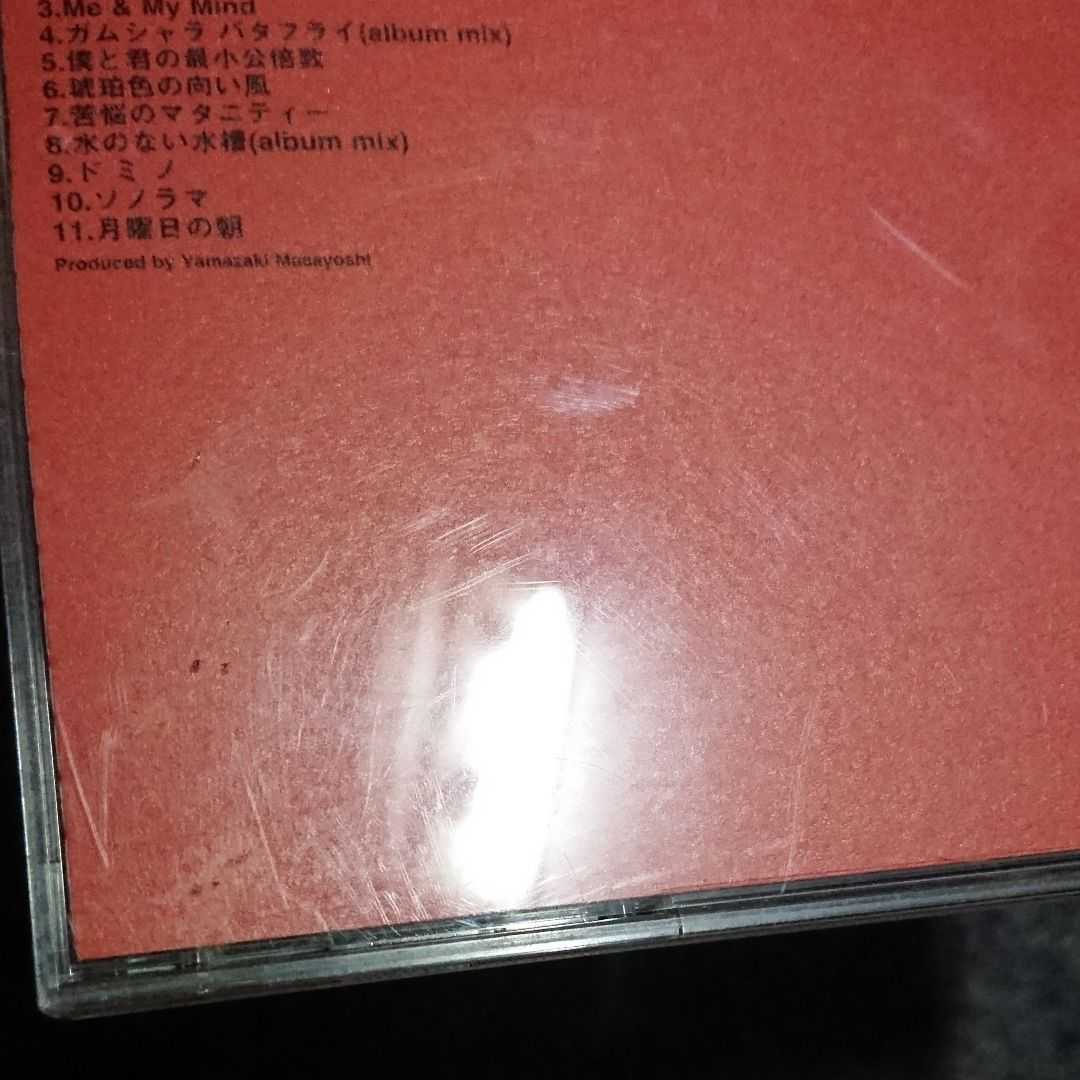 3.Me & My Mind
4.ガムシャラ バタフライ(album mix)
5.僕と君の最小公倍数
6.琥珀色の向い風
7.苦悩のマタニティー
8.水のない水槽(album mix)
9.ドミノ
10.ソノラマ
11.月曜日の朝
Produced by Yamazaki Masayoshi